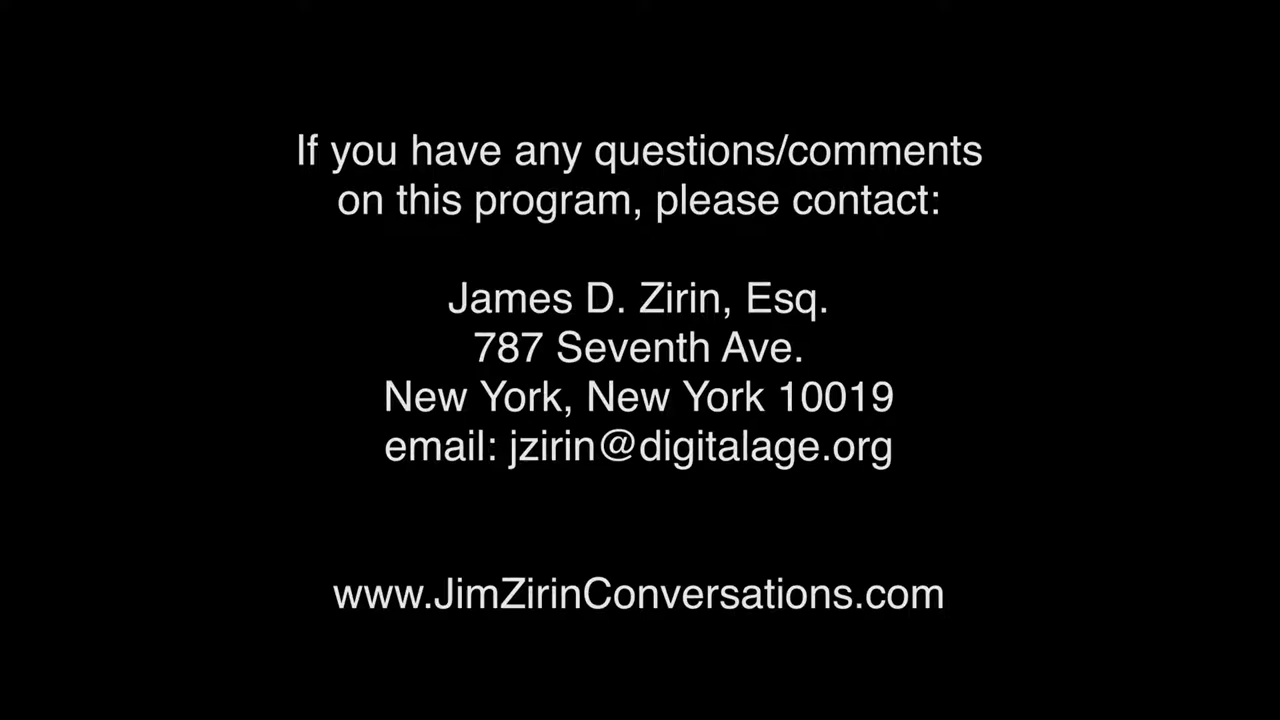 If you have any questions/comments
on this program, please contact:
James D. Zirin, Esq.
787 Seventh Ave.
New York, New York 10019
email: jzirin@digitalage.org
www.JimZirinConversations.com